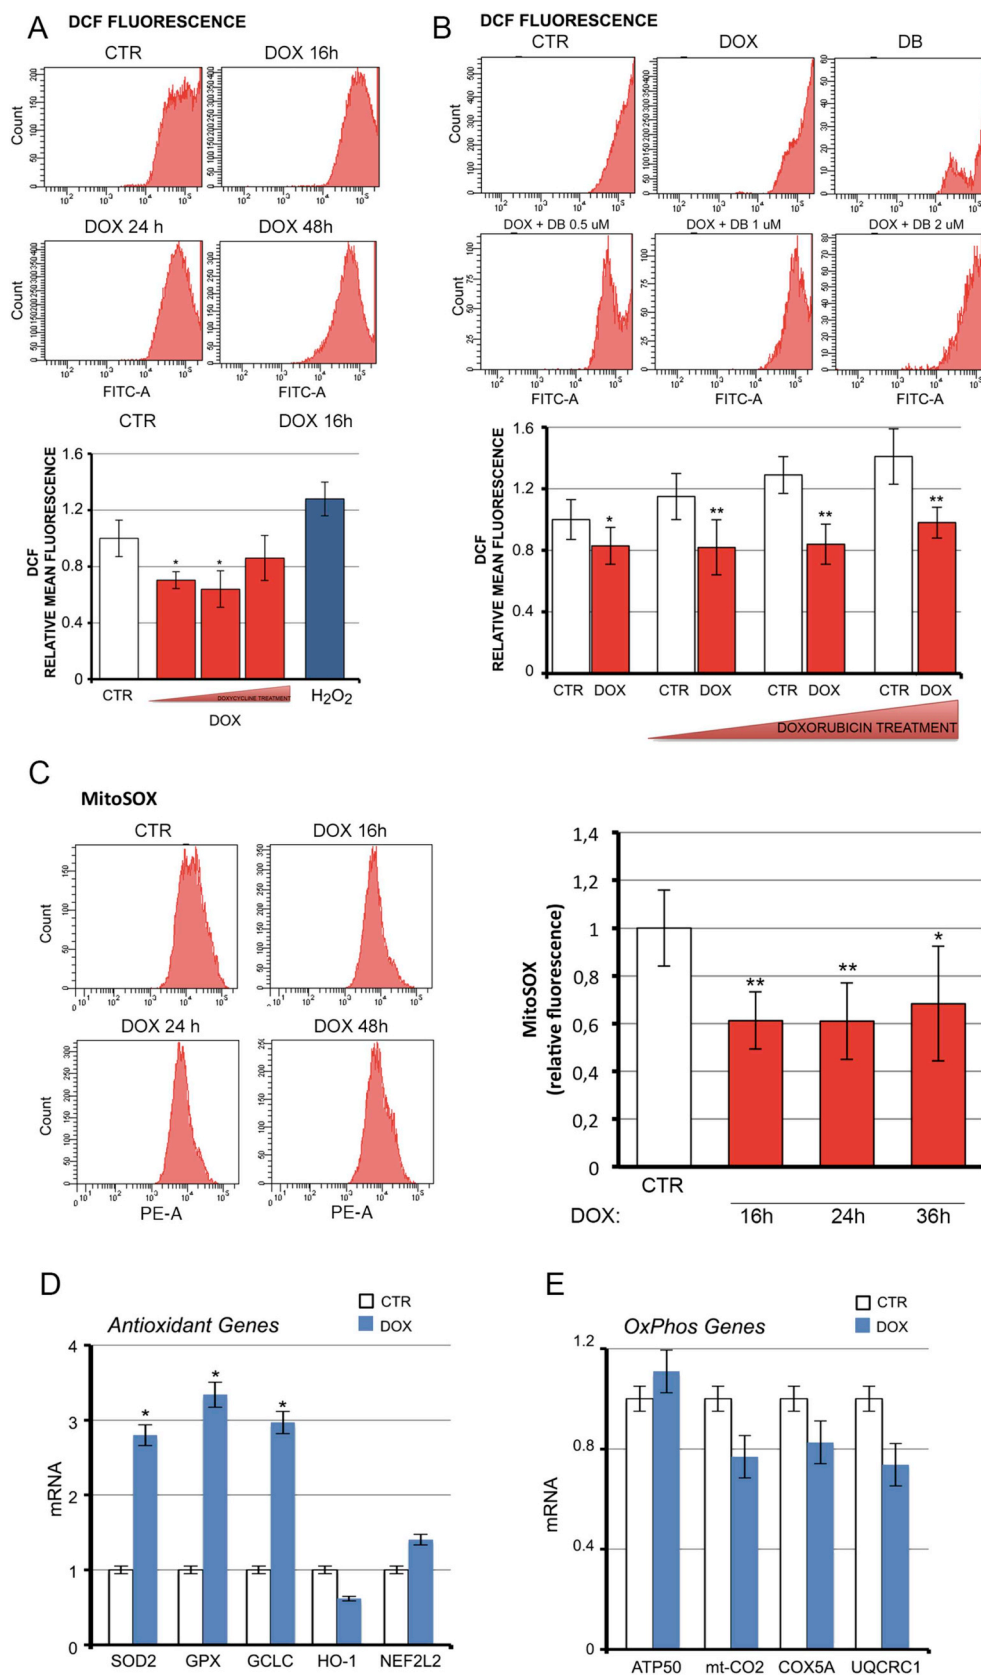 A
DCF FLUORESCENCE
CTR
DOX 16h
Count
DOX 24 h
DOX 48h
Count
FITC-A
FITC-A
CTR
DOX 16h
DCF
RELATIVE MEAN FLUORESCENCE
1.6
1.2
0.8
0.4
0
*
*
CTR
DOXYCYCLINE TREATMENT
DOX
H2O2
B
DCF FLUORESCENCE
CTR
DOX
DB
Count
DOX + DB 0.5 uM
DOX + DB 1 uM
DOX + DB 2 uM
Count
FITC-A
FITC-A
FITC-A
DCF
RELATIVE MEAN FLUORESCENCE
1.6
1.2
0.8
0.4
0
*
**
**
**
CTR DOX CTR DOX CTR DOX CTR DOX
DOXORUBICIN TREATMENT
C
MitoSOX
CTR
DOX 16h
Count
DOX 24 h
DOX 48h
Count
PE-A
PE-A
MitoSOX
(relative fluorescence)
1,4
1,2
1
0,8
0,6
0,4
0,2
0
**
**
*
CTR
DOX: 16h 24h 36h
D
CTR
DOX
Antioxidant Genes
mRNA
4
3
2
1
0
*
*
*
SOD2 GPX GCLC HO-1 NEF2L2
E
CTR
DOX
OxPhos Genes
mRNA
1.2
0.8
0.4
0
ATP50 mt-CO2 COX5A UQCRC1